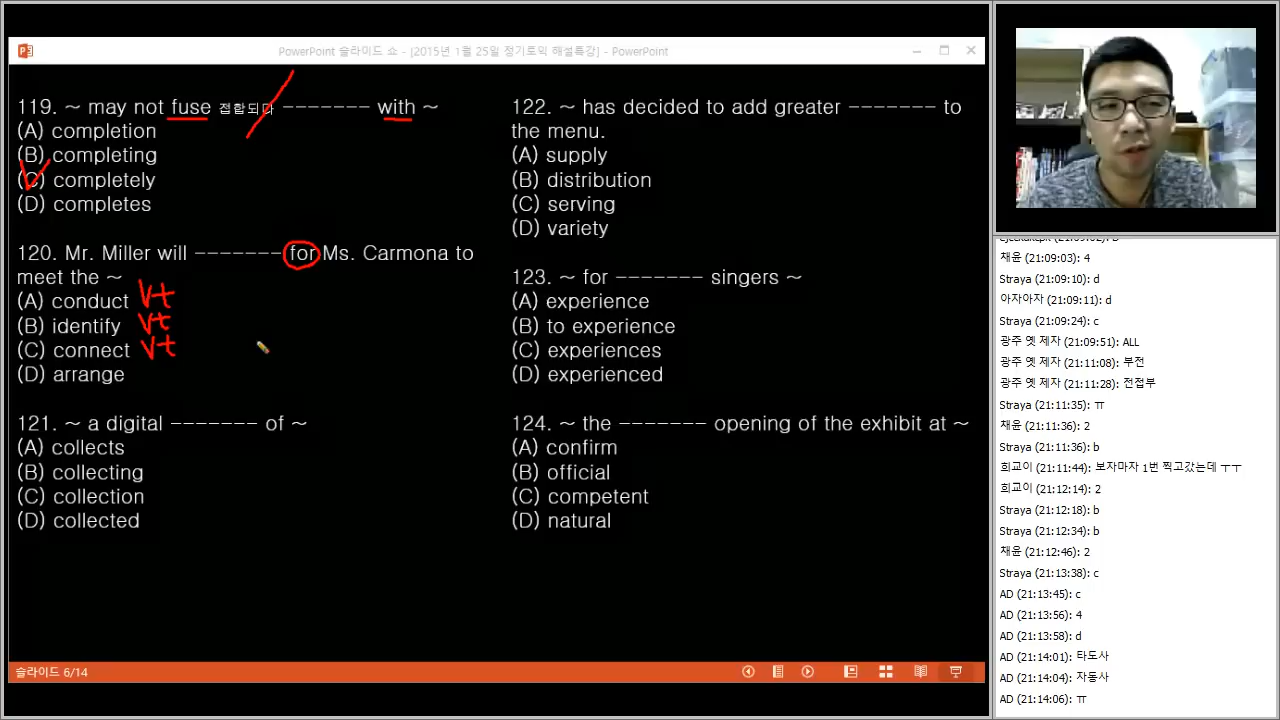 PowerPoint 슬라이드 쇼 - [2015년 1월 25일 정기토익 해설특강] - PowerPoint
119. ~ may not fuse 접합되다 ------- with ~
(A) completion
(B) completing
(C) completely
(D) completes
120. Mr. Miller will ------- for Ms. Carmona to
meet the ~
(A) conduct Vt
(B) identify Vt
(C) connect Vt
(D) arrange
121. ~ a digital ------- of ~
(A) collects
(B) collecting
(C) collection
(D) collected
122. ~ has decided to add greater ------- to
the menu.
(A) supply
(B) distribution
(C) serving
(D) variety
123. ~ for ------- singers ~
(A) experience
(B) to experience
(C) experiences
(D) experienced
124. ~ the ------- opening of the exhibit at ~
(A) confirm
(B) official
(C) competent
(D) natural
슬라이드 6/14
채윤 (21:09:03): 4
Straya (21:09:10): d
아자아자 (21:09:11): d
Straya (21:09:24): c
광주 옛 제자 (21:09:51): ALL
광주 옛 제자 (21:11:08): 부전
광주 옛 제자 (21:11:28): 전접부
Straya (21:11:35): ㅠ
채윤 (21:11:36): 2
Straya (21:11:36): b
희교이 (21:11:44): 보자마자 1번 찍고갔는데 ㅜㅜ
희교이 (21:12:14): 2
Straya (21:12:18): b
Straya (21:12:34): b
채윤 (21:12:46): 2
Straya (21:13:38): c
AD (21:13:45): c
AD (21:13:56): 4
AD (21:13:58): d
AD (21:14:01): 타도사
AD (21:14:04): 자동사
AD (21:14:06): ㅠ